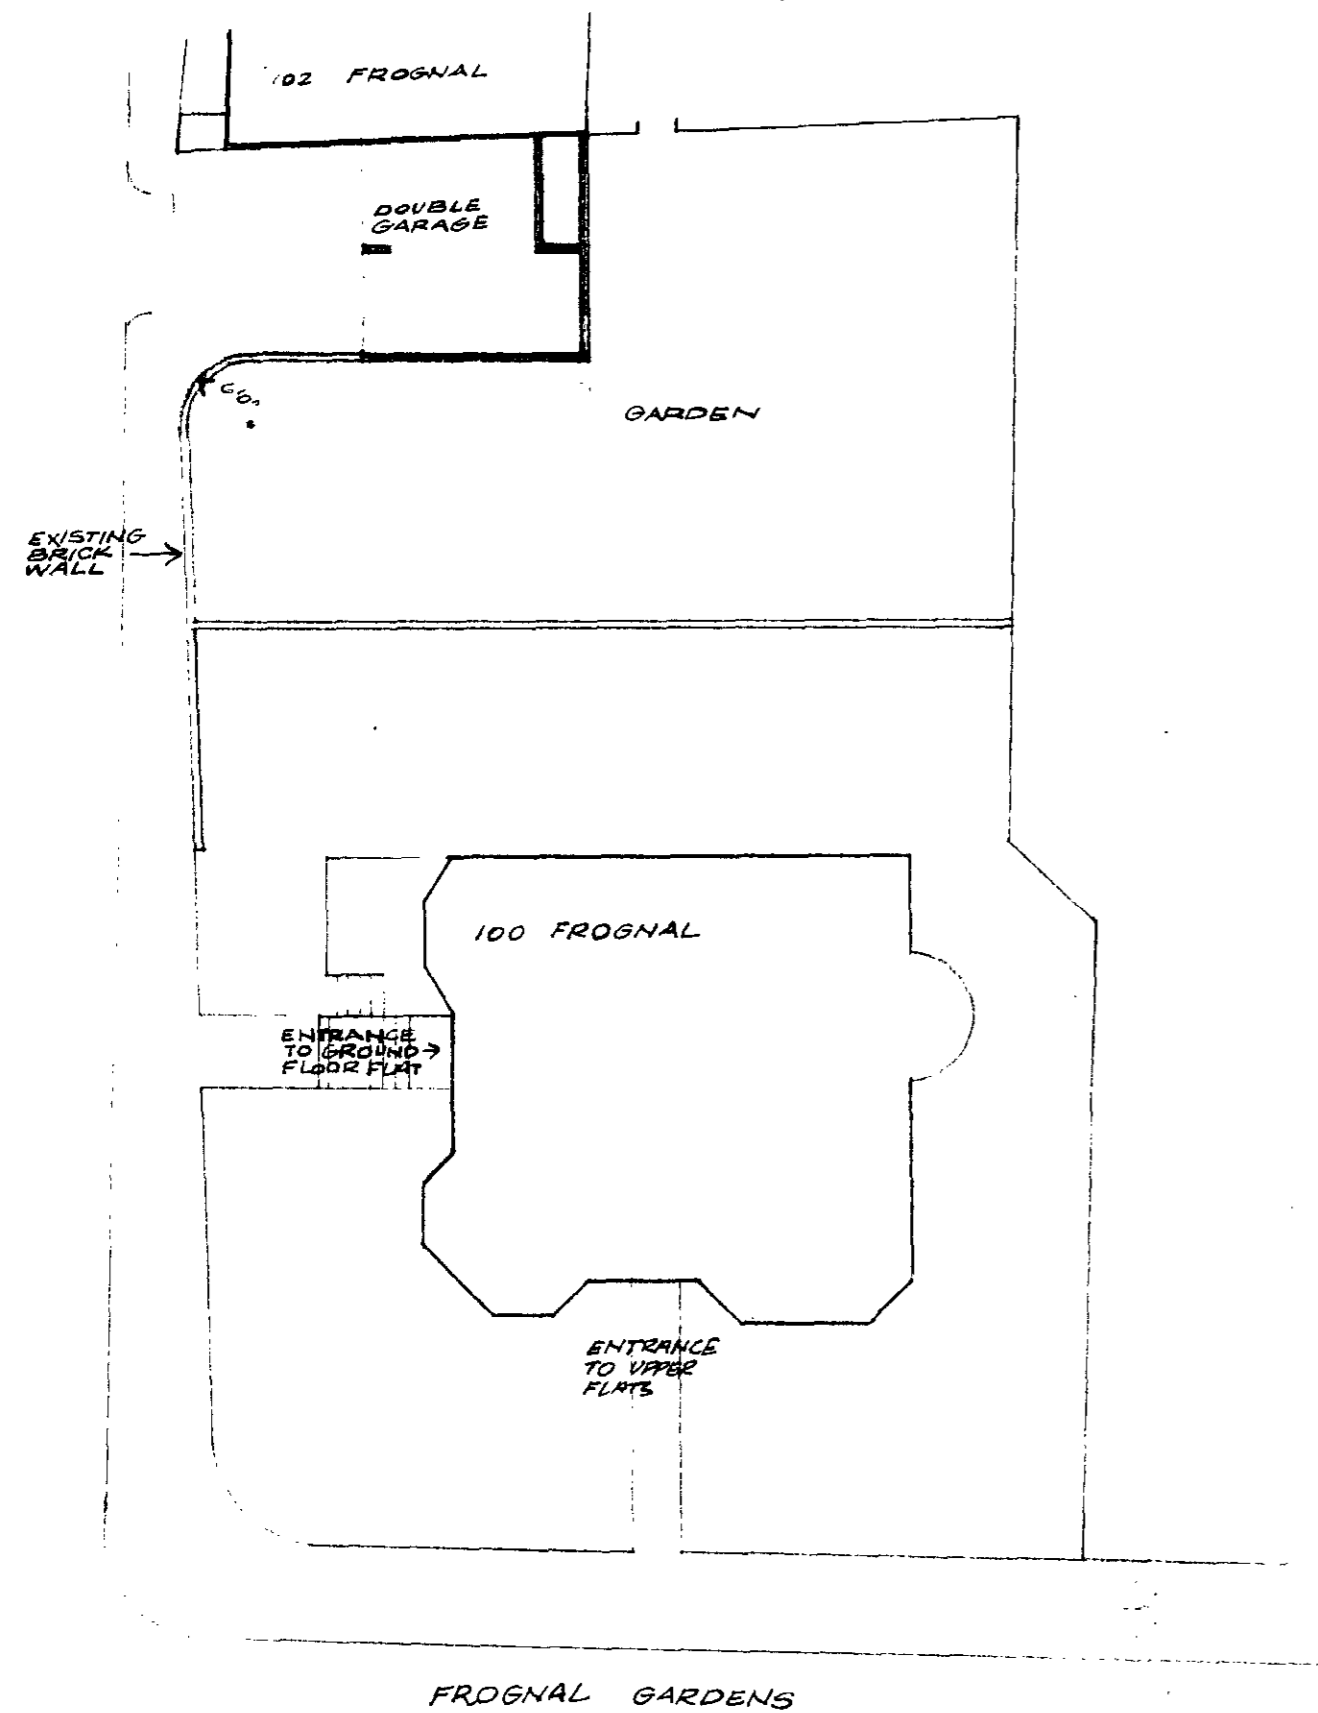 102 FROGNAL
DOUBLE
GARAGE
GARDEN
EXISTING
BRICK
WALL
100 FROGNAL
ENTRANCE
TO GROUND
FLOOR FLAT
ENTRANCE
TO UPPER
FLATS
FROGNAL GARDENS